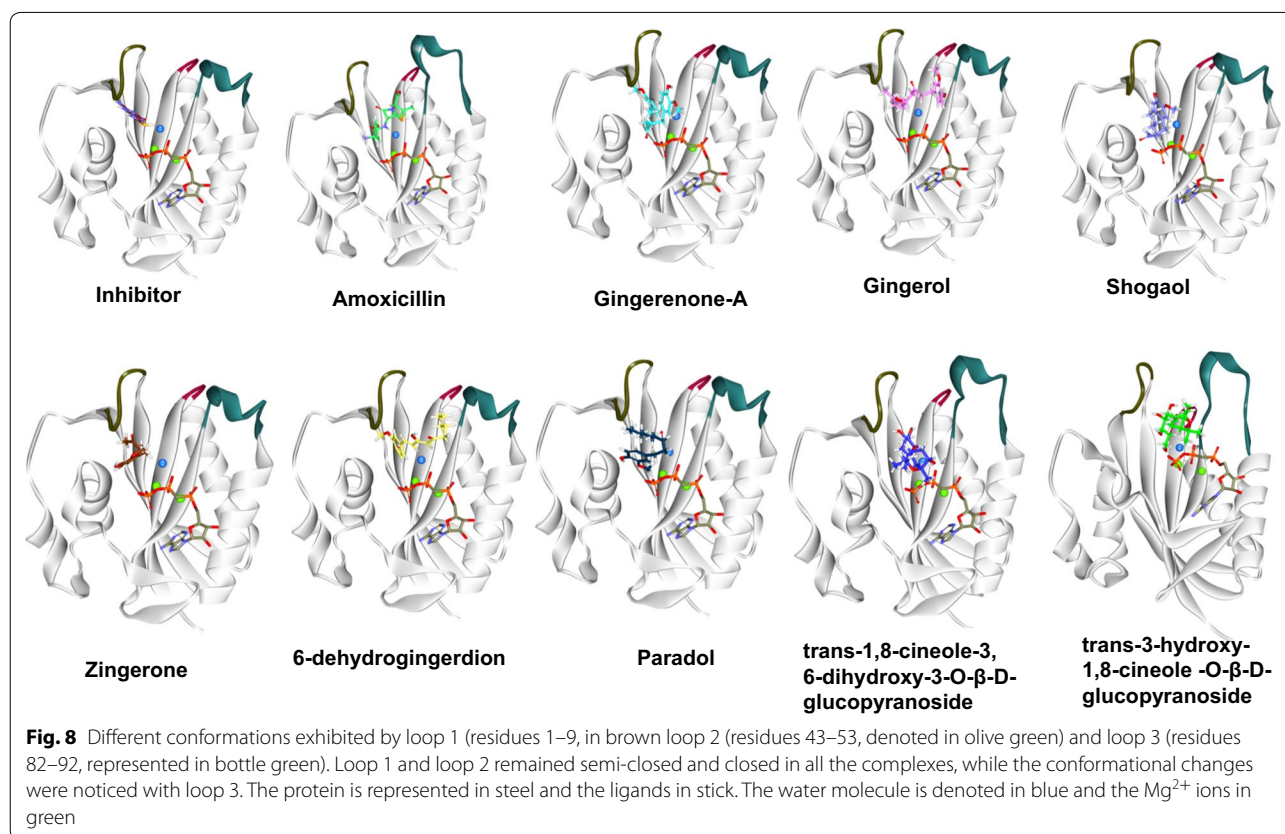 Inhibitor
Amoxicillin
Gingerenone-A
Gingerol
Shogaol
Zingerone
6-dehydrogingerdion
Paradol
trans-1,8-cineole-3,
6-dihydroxy-3-O-β-D-
glucopyranoside
trans-3-hydroxy-
1,8-cineole -O-β-D-
glucopyranoside
Fig. 8 Different conformations exhibited by loop 1 (residues 1–9, in brown loop 2 (residues 43–53, denoted in olive green) and loop 3 (residues
82–92, represented in bottle green). Loop 1 and loop 2 remained semi-closed and closed in all the complexes, while the conformational changes
were noticed with loop 3. The protein is represented in steel and the ligands in stick. The water molecule is denoted in blue and the Mg²⁺ ions in
green